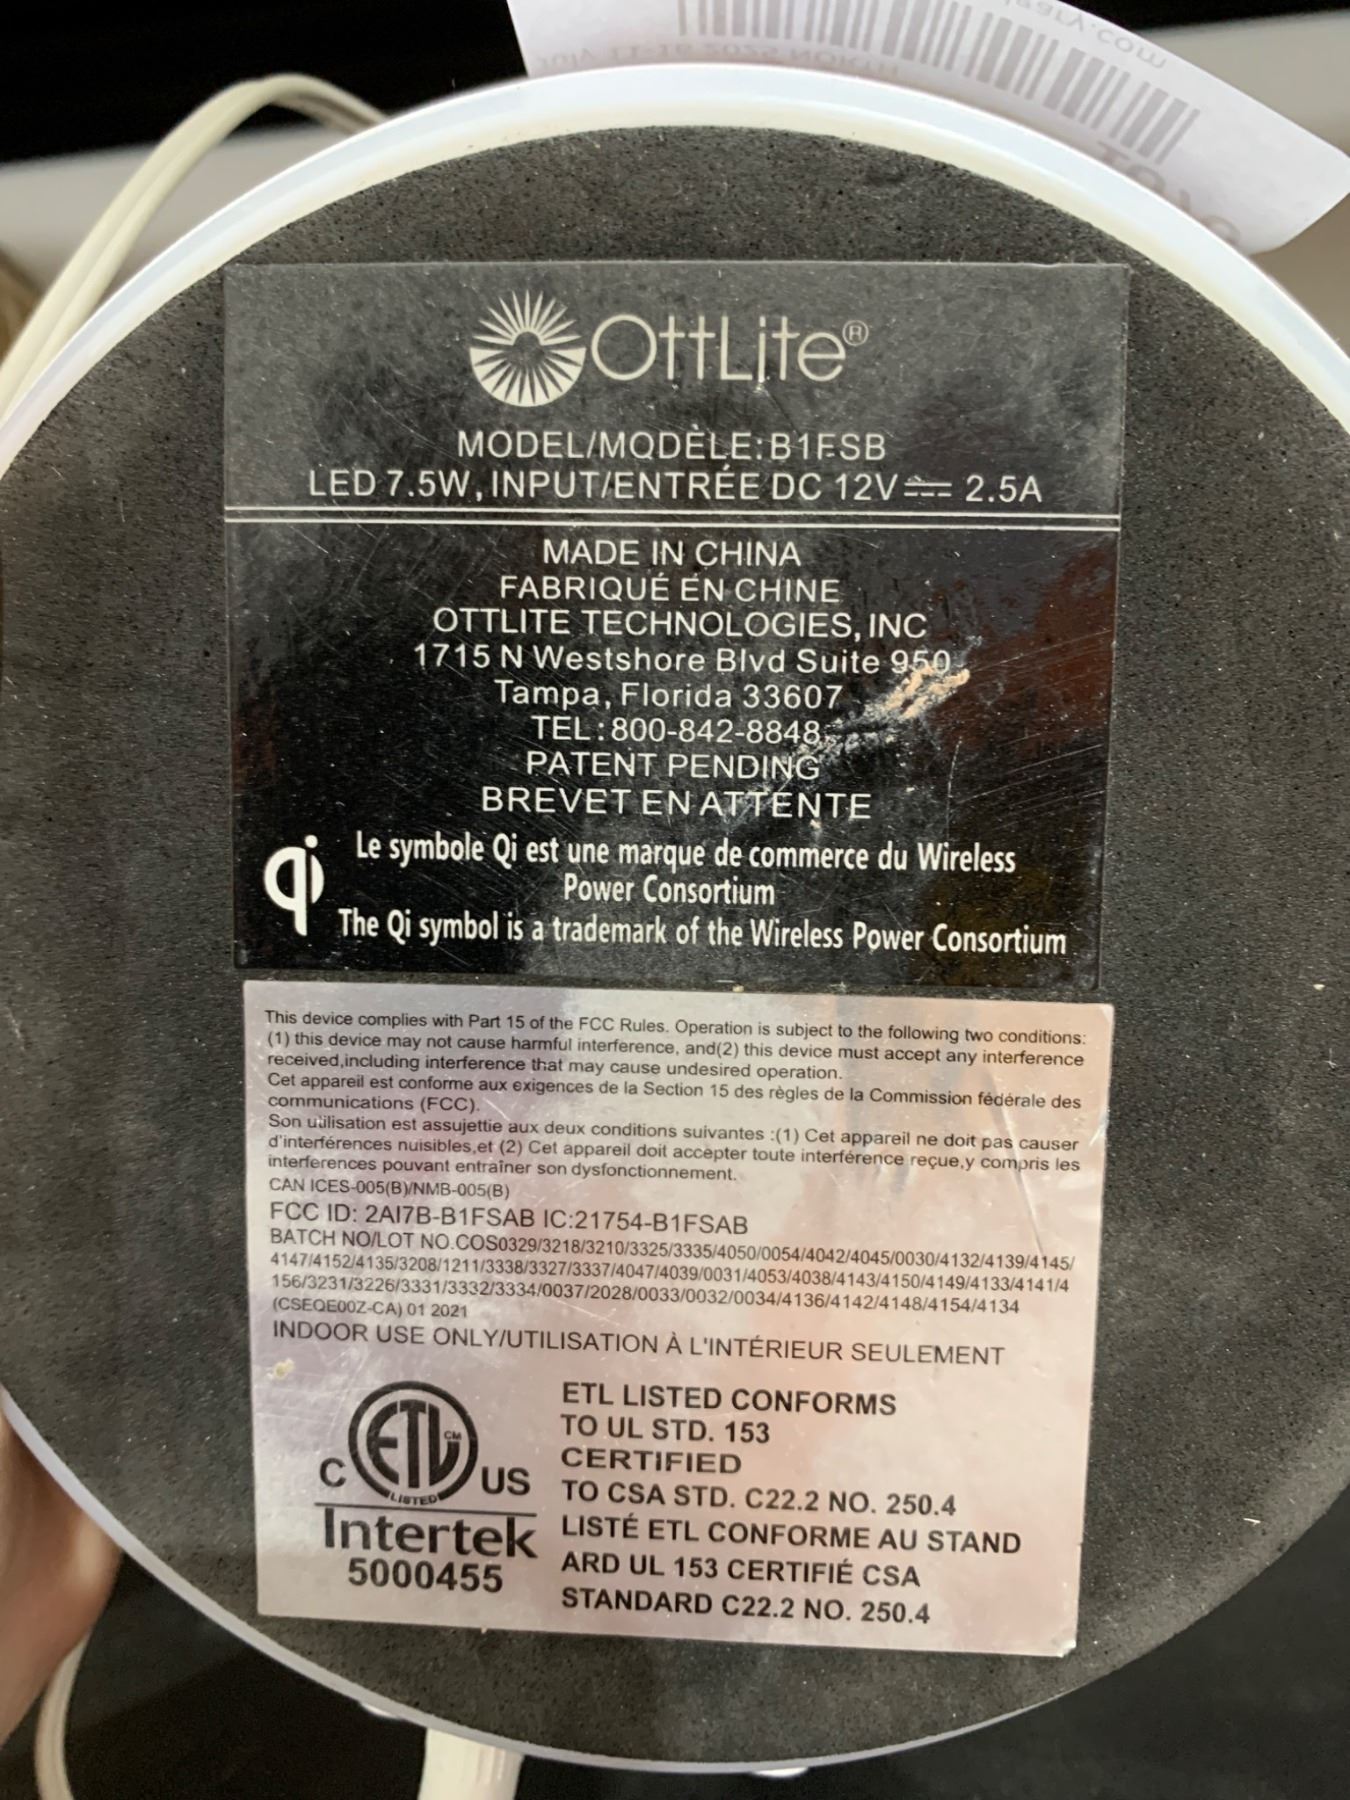 July 11-16 2025 NORTH
OttLite®
MODEL/MODÈLE:B1FSB
LED 7.5W, INPUT/ENTRÉE DC 12V⎓ 2.5A
MADE IN CHINA
FABRIQUÉ EN CHINE
OTTLITE TECHNOLOGIES, INC
1715 N Westshore Blvd Suite 950
Tampa, Florida 33607
TEL:800-842-8848
PATENT PENDING
BREVET EN ATTENTE
qi
Le symbole Qi est une marque de commerce du Wireless
Power Consortium
The Qi symbol is a trademark of the Wireless Power Consortium
This device complies with Part 15 of the FCC Rules. Operation is subject to the following two conditions:
(1) this device may not cause harmful interference, and(2) this device must accept any interference
received,including interference that may cause undesired operation.
Cet appareil est conforme aux exigences de la Section 15 des règles de la Commission fédérale des
communications (FCC).
Son utilisation est assujettie aux deux conditions suivantes :(1) Cet appareil ne doit pas causer
d'interférences nuisibles,et (2) Cet appareil doit accepter toute interférence reçue,y compris les
interferences pouvant entraîner son dysfonctionnement.
CAN ICES-005(B)/NMB-005(B)
FCC ID: 2AI7B-B1FSAB IC:21754-B1FSAB
BATCH NO/LOT NO.COS0329/3218/3210/3325/3335/4050/0054/4042/4045/0030/4132/4139/4145/
4147/4152/4135/3208/1211/3338/3327/3337/4047/4039/0031/4053/4038/4143/4150/4149/4133/4141/4
156/3231/3226/3331/3332/3334/0037/2028/0033/0032/0034/4136/4142/4148/4154/4134
(CSEQE00Z-CA) 01 2021
INDOOR USE ONLY/UTILISATION À L'INTÉRIEUR SEULEMENT
C ETL CM LISTED US
Intertek
5000455
ETL LISTED CONFORMS
TO UL STD. 153
CERTIFIED
TO CSA STD. C22.2 NO. 250.4
LISTÉ ETL CONFORME AU STAND
ARD UL 153 CERTIFIÉ CSA
STANDARD C22.2 NO. 250.4